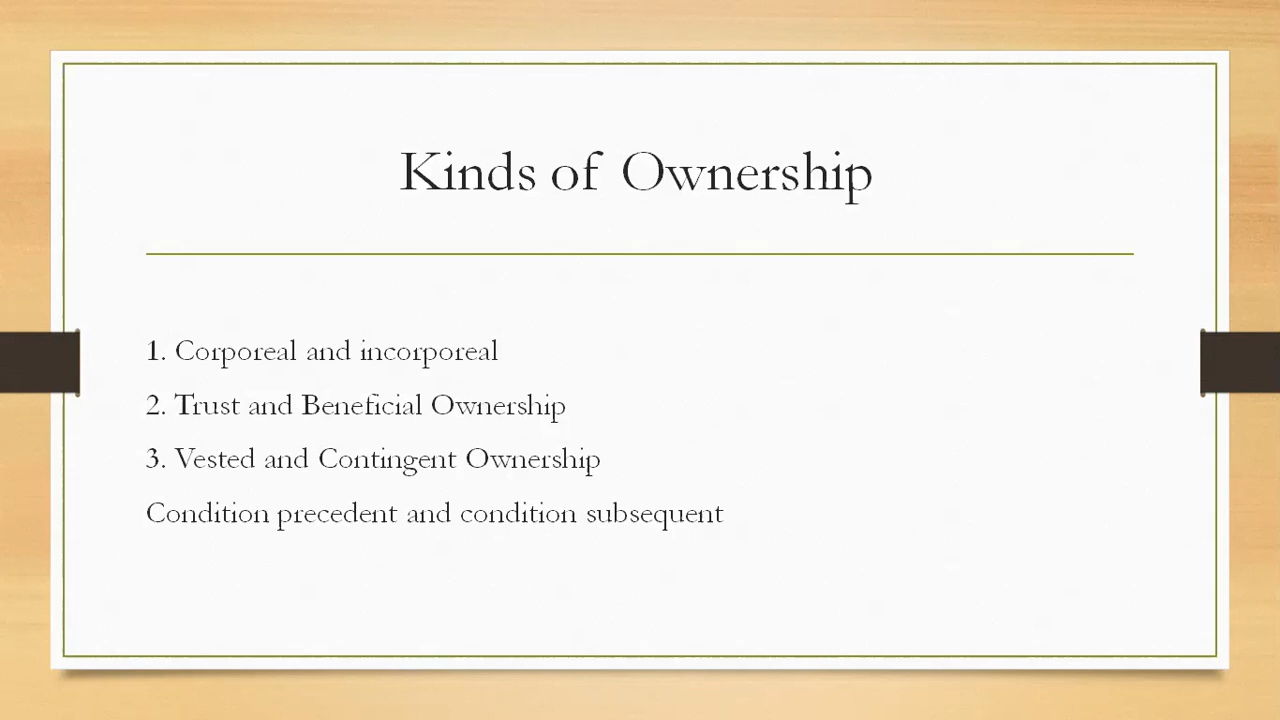 Kinds of Ownership
1. Corporeal and incorporeal
2. Trust and Beneficial Ownership
3. Vested and Contingent Ownership
Condition precedent and condition subsequent